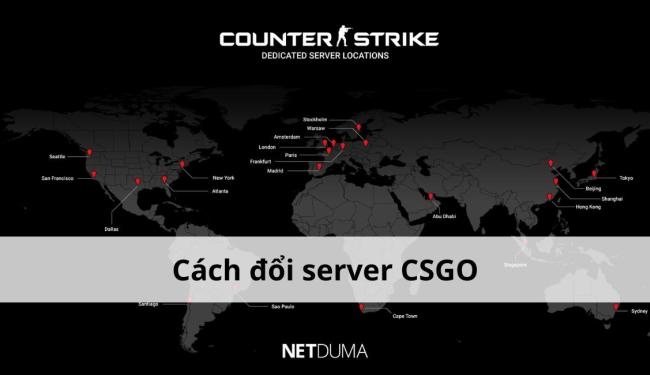 COUNTER STRIKE
DEDICATED SERVER LOCATIONS
Stockholm
Warsaw
Amsterdam
London
Paris
Frankfurt
Madrid
Seattle
San Francisco
New York
Atlanta
Dallas
Tokyo
Beijing
Shanghai
Hong Kong
Abu Dhabi
Cách đổi server CSGO
Singapore
Santiago
Sao Paulo
Cape Town
Sydney
NETDUMA